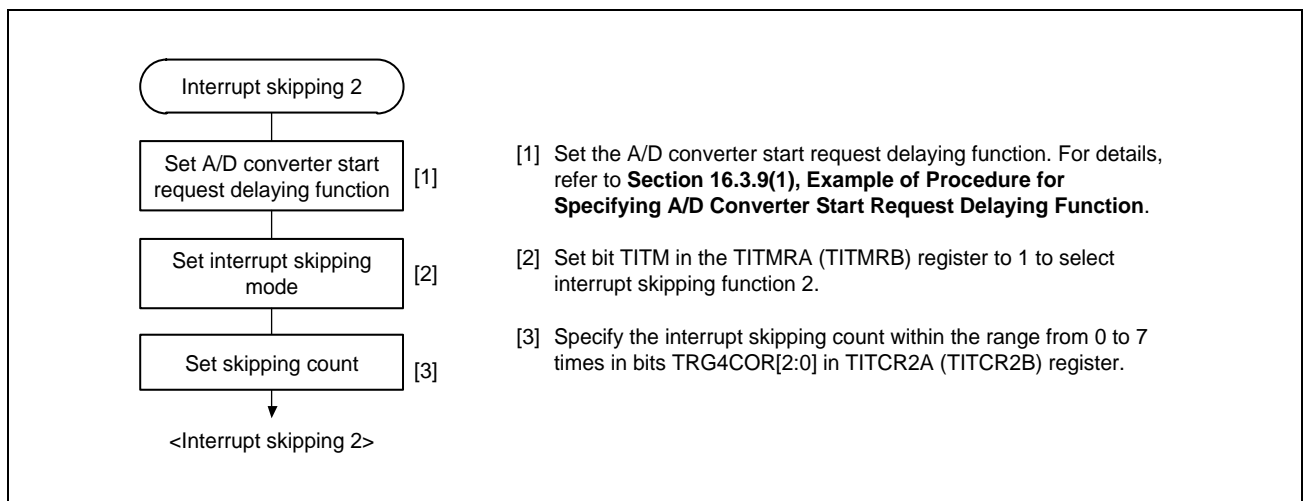 Interrupt skipping 2
Set A/D converter start
request delaying function
[1]
Set interrupt skipping
mode
[2]
Set skipping count
[3]
<Interrupt skipping 2>
[1] Set the A/D converter start request delaying function. For details,
refer to Section 16.3.9(1), Example of Procedure for
Specifying A/D Converter Start Request Delaying Function.
[2] Set bit TITM in the TITMRA (TITMRB) register to 1 to select
interrupt skipping function 2.
[3] Specify the interrupt skipping count within the range from 0 to 7
times in bits TRG4COR[2:0] in TITCR2A (TITCR2B) register.